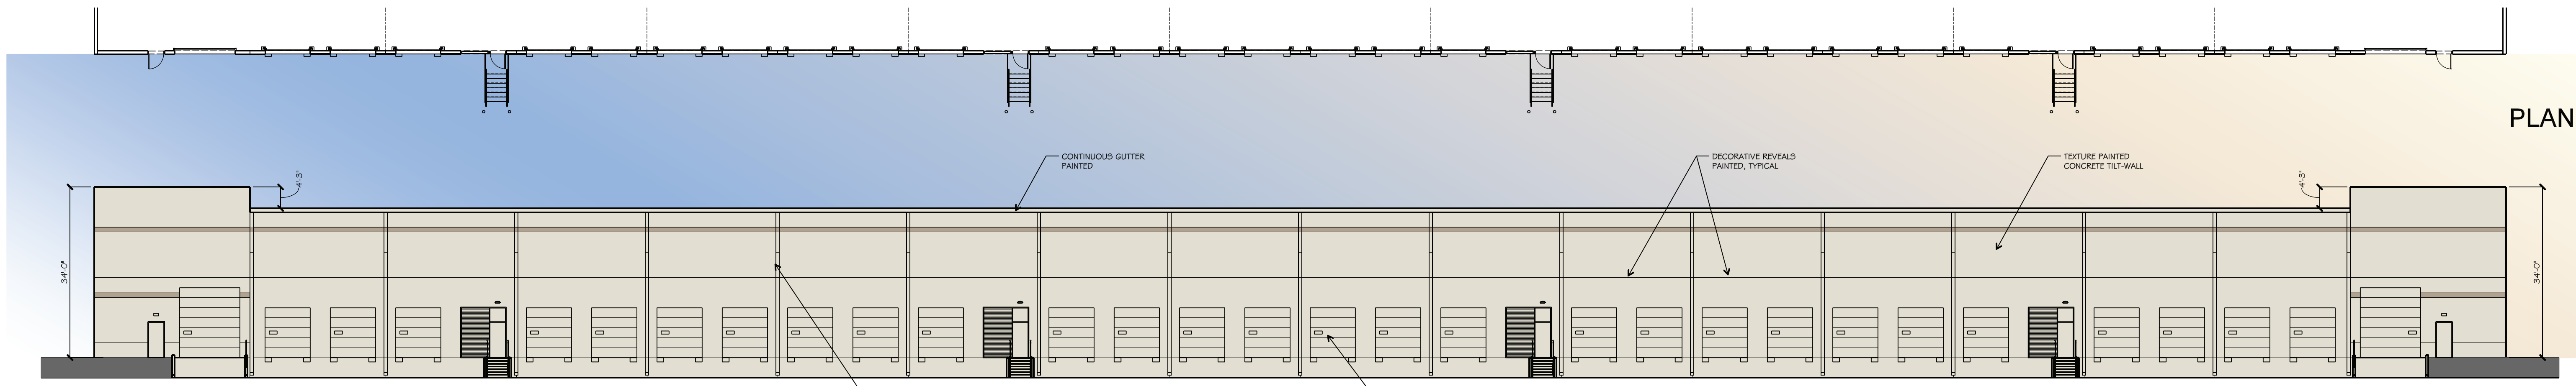 PLAN
CONTINUOUS GUTTER
PAINTED
DECORATIVE REVEALS
PAINTED, TYPICAL
TEXTURE PAINTED
CONCRETE TILT-WALL
4'-3"
4'-3"
34'-0"
34'-0"